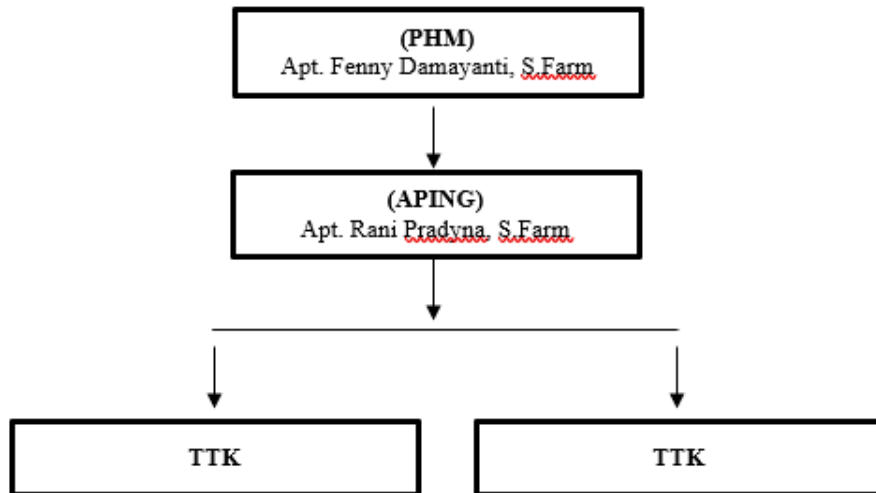 (PHM)
Apt. Fenny Damayanti, S.Farm
(APING)
Apt. Rani Pradyna, S.Farm
TTK
TTK